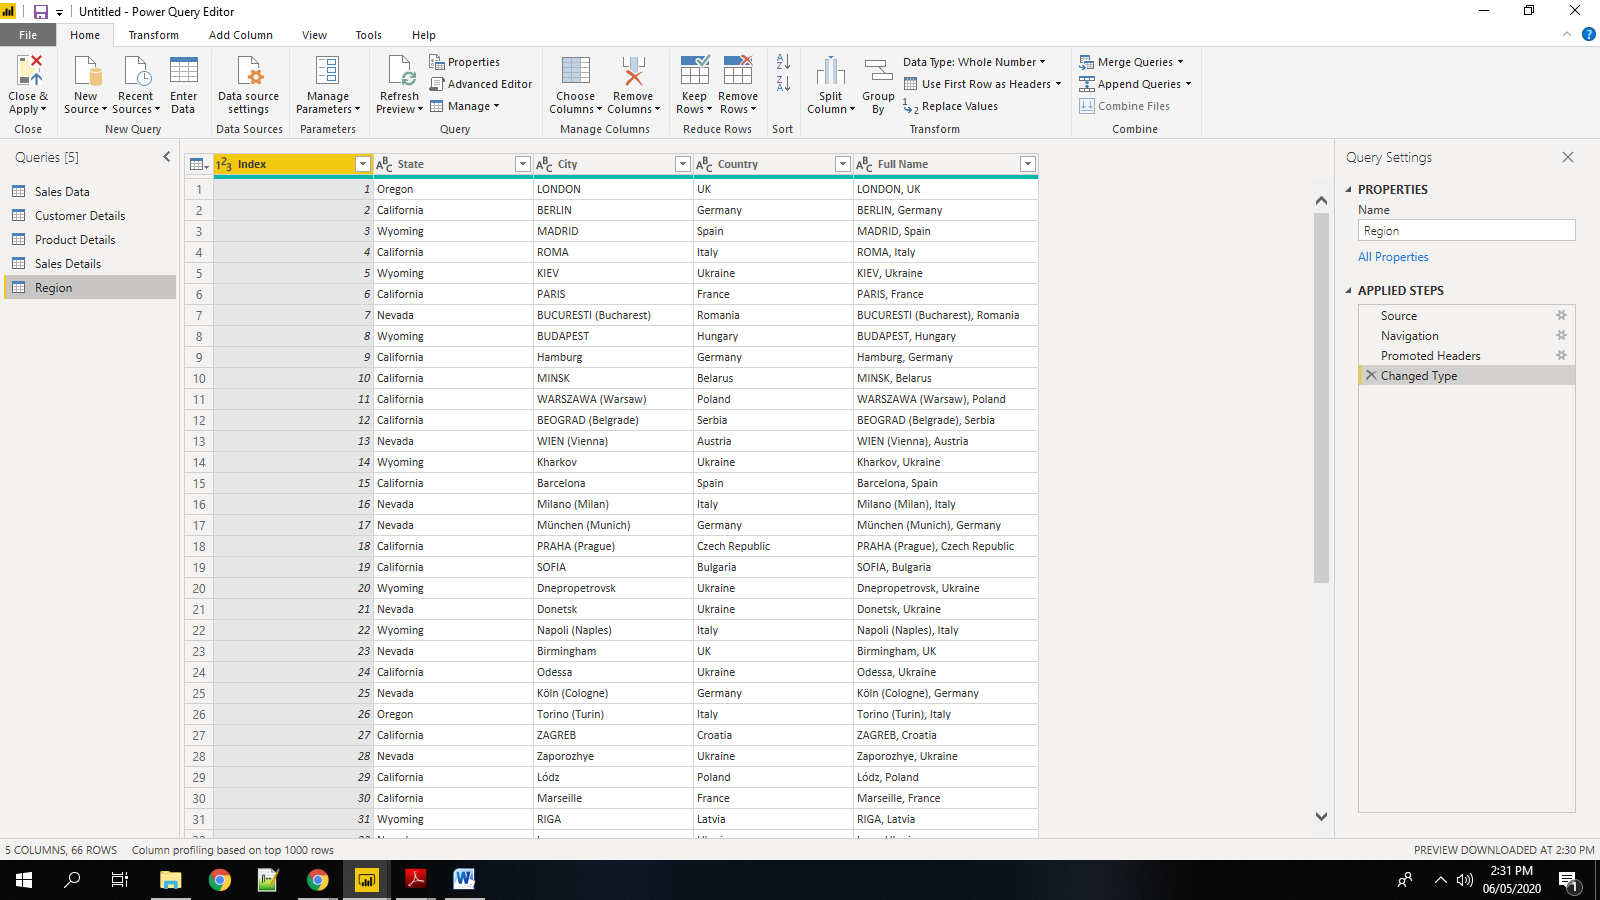 Untitled - Power Query Editor
File Home Transform Add Column View Tools Help
Close & Apply
Close
New Source
Recent Sources
Enter Data
New Query
Data source settings
Data Sources
Manage Parameters
Parameters
Refresh Preview
Properties
Advanced Editor
Manage
Query
Choose Columns
Remove Columns
Manage Columns
Keep Rows
Remove Rows
Reduce Rows
Sort
Split Column
Group By
Data Type: Whole Number
Use First Row as Headers
Replace Values
Transform
Merge Queries
Append Queries
Combine Files
Combine
Queries [5]
Sales Data
Customer Details
Product Details
Sales Details
Region
Index State City Country Full Name
1 1 Oregon LONDON UK LONDON, UK
2 2 California BERLIN Germany BERLIN, Germany
3 3 Wyoming MADRID Spain MADRID, Spain
4 4 California ROMA Italy ROMA, Italy
5 5 Wyoming KIEV Ukraine KIEV, Ukraine
6 6 California PARIS France PARIS, France
7 7 Nevada BUCURESTI (Bucharest) Romania BUCURESTI (Bucharest), Romania
8 8 Wyoming BUDAPEST Hungary BUDAPEST, Hungary
9 9 California Hamburg Germany Hamburg, Germany
10 10 California MINSK Belarus MINSK, Belarus
11 11 California WARSZAWA (Warsaw) Poland WARSZAWA (Warsaw), Poland
12 12 California BEOGRAD (Belgrade) Serbia BEOGRAD (Belgrade), Serbia
13 13 Nevada WIEN (Vienna) Austria WIEN (Vienna), Austria
14 14 Wyoming Kharkov Ukraine Kharkov, Ukraine
15 15 California Barcelona Spain Barcelona, Spain
16 16 Nevada Milano (Milan) Italy Milano (Milan), Italy
17 17 Nevada München (Munich) Germany München (Munich), Germany
18 18 California PRAHA (Prague) Czech Republic PRAHA (Prague), Czech Republic
19 19 California SOFIA Bulgaria SOFIA, Bulgaria
20 20 Wyoming Dnepropetrovsk Ukraine Dnepropetrovsk, Ukraine
21 21 Nevada Donetsk Ukraine Donetsk, Ukraine
22 22 Wyoming Napoli (Naples) Italy Napoli (Naples), Italy
23 23 Nevada Birmingham UK Birmingham, UK
24 24 California Odessa Ukraine Odessa, Ukraine
25 25 Nevada Köln (Cologne) Germany Köln (Cologne), Germany
26 26 Oregon Torino (Turin) Italy Torino (Turin), Italy
27 27 California ZAGREB Croatia ZAGREB, Croatia
28 28 Nevada Zaporozhye Ukraine Zaporozhye, Ukraine
29 29 California Lódz Poland Lódz, Poland
30 30 California Marseille France Marseille, France
31 31 Wyoming RIGA Latvia RIGA, Latvia
Query Settings
PROPERTIES
Name
Region
All Properties
APPLIED STEPS
Source
Navigation
Promoted Headers
Changed Type
5 COLUMNS, 66 ROWS Column profiling based on top 1000 rows
PREVIEW DOWNLOADED AT 2:30 PM
2:31 PM
06/05/2020
1